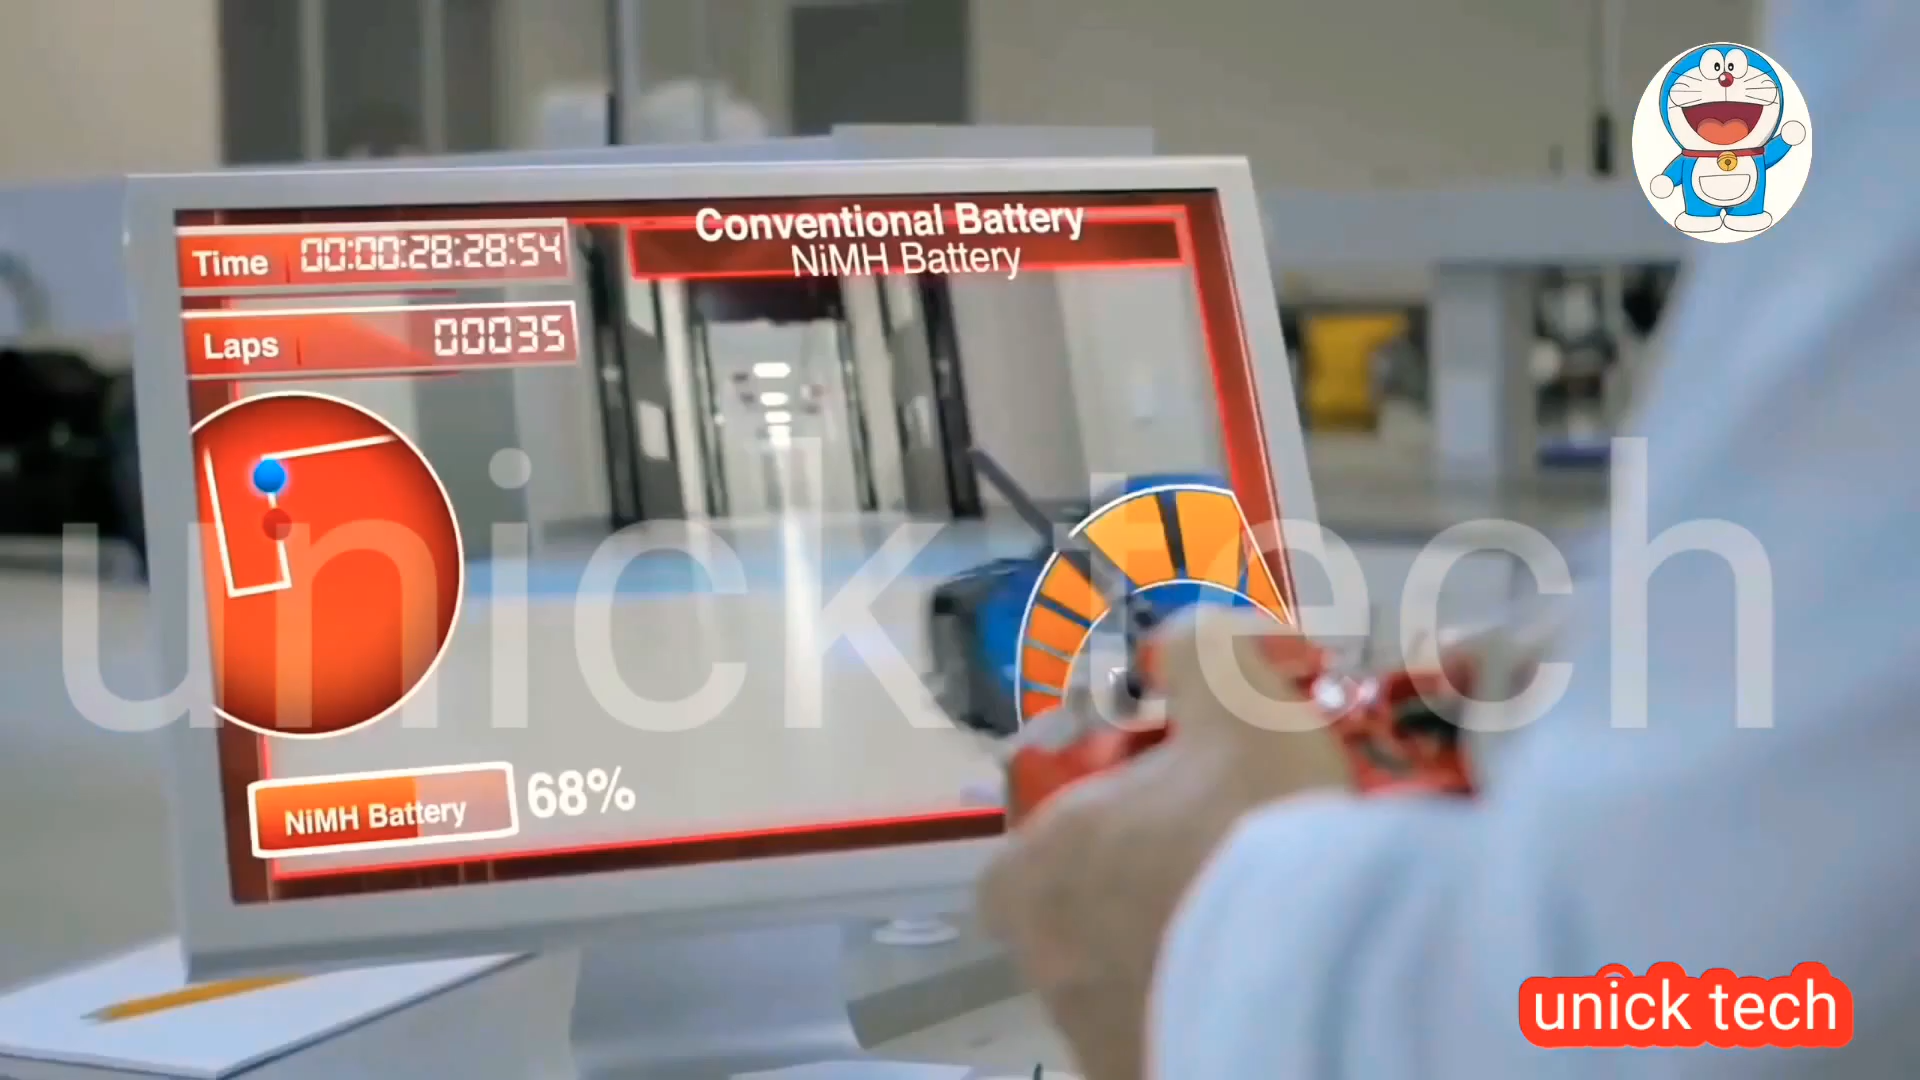 Conventional Battery
NiMH Battery
Time 00:00:28:28:54
Laps 00035
unick tech
NiMH Battery 68%
unick tech